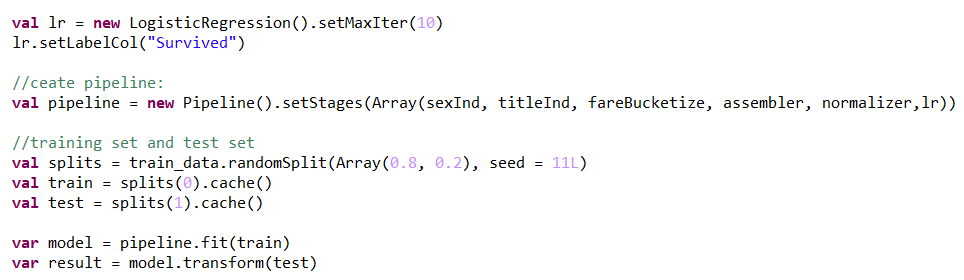 val lr = new LogisticRegression().setMaxIter(10)
lr.setLabelCol("Survived")
//ceate pipeline:
val pipeline = new Pipeline().setStages(Array(sexInd, titleInd, fareBucketize, assembler, normalizer,lr))
//training set and test set
val splits = train_data.randomSplit(Array(0.8, 0.2), seed = 11L)
val train = splits(0).cache()
val test = splits(1).cache()
var model = pipeline.fit(train)
var result = model.transform(test)